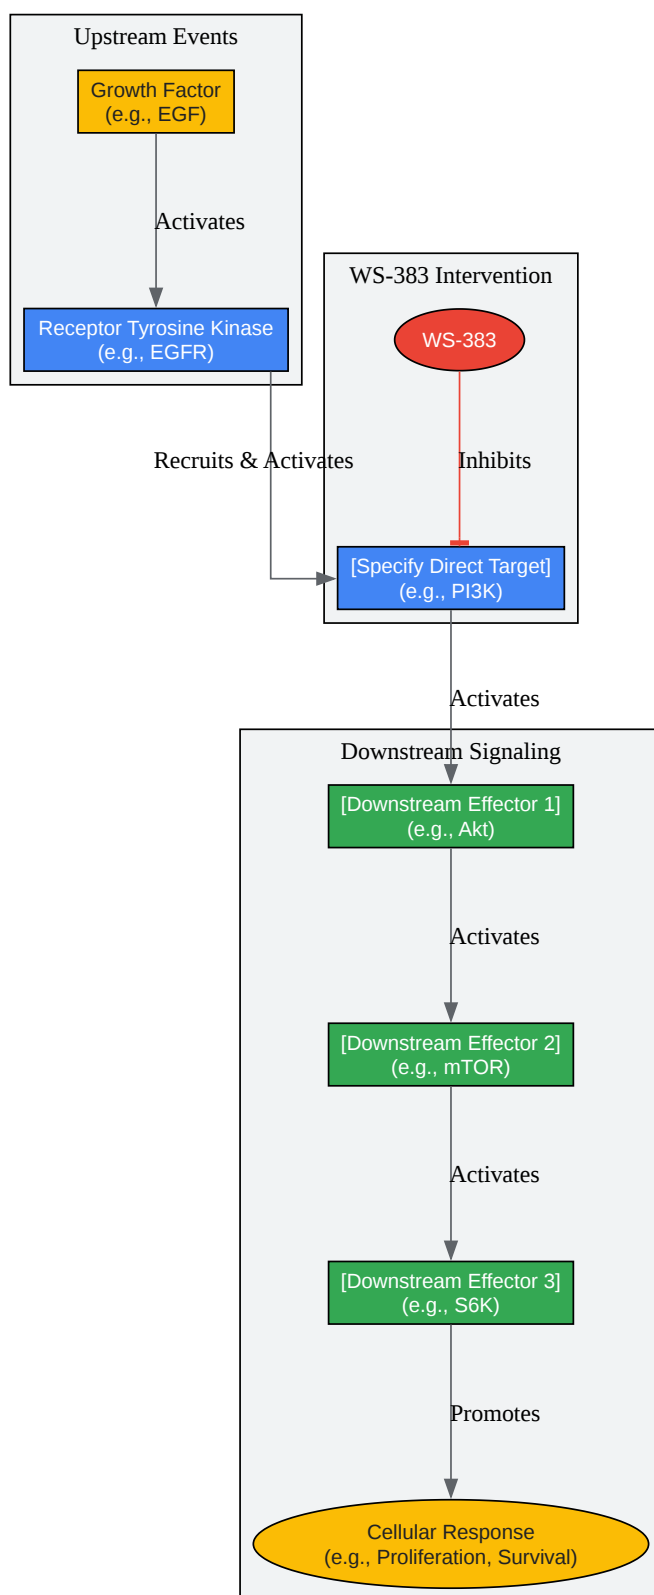 Upstream Events
Growth Factor
(e.g., EGF)
Activates
Receptor Tyrosine Kinase
(e.g., EGFR)
WS-383 Intervention
WS-383
Recruits & Activates
Inhibits
[Specify Direct Target]
(e.g., PI3K)
Activates
Downstream Signaling
[Downstream Effector 1]
(e.g., Akt)
Activates
[Downstream Effector 2]
(e.g., mTOR)
Activates
[Downstream Effector 3]
(e.g., S6K)
Promotes
Cellular Response
(e.g., Proliferation, Survival)